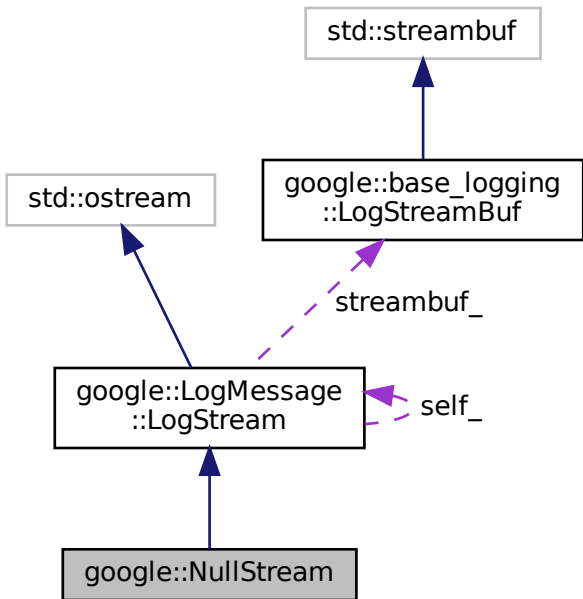 std::streambuf
google::base_logging
::LogStreamBuf
std::ostream
streambuf_
google::LogMessage
::LogStream
self_
google::NullStream